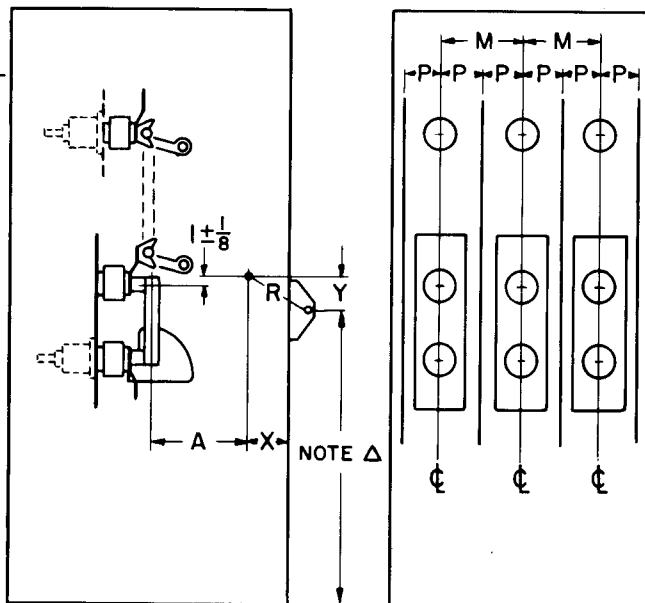 M M
P P P P P P
1 ± 1/8
R Y
A X
NOTE Δ
℄ ℄ ℄